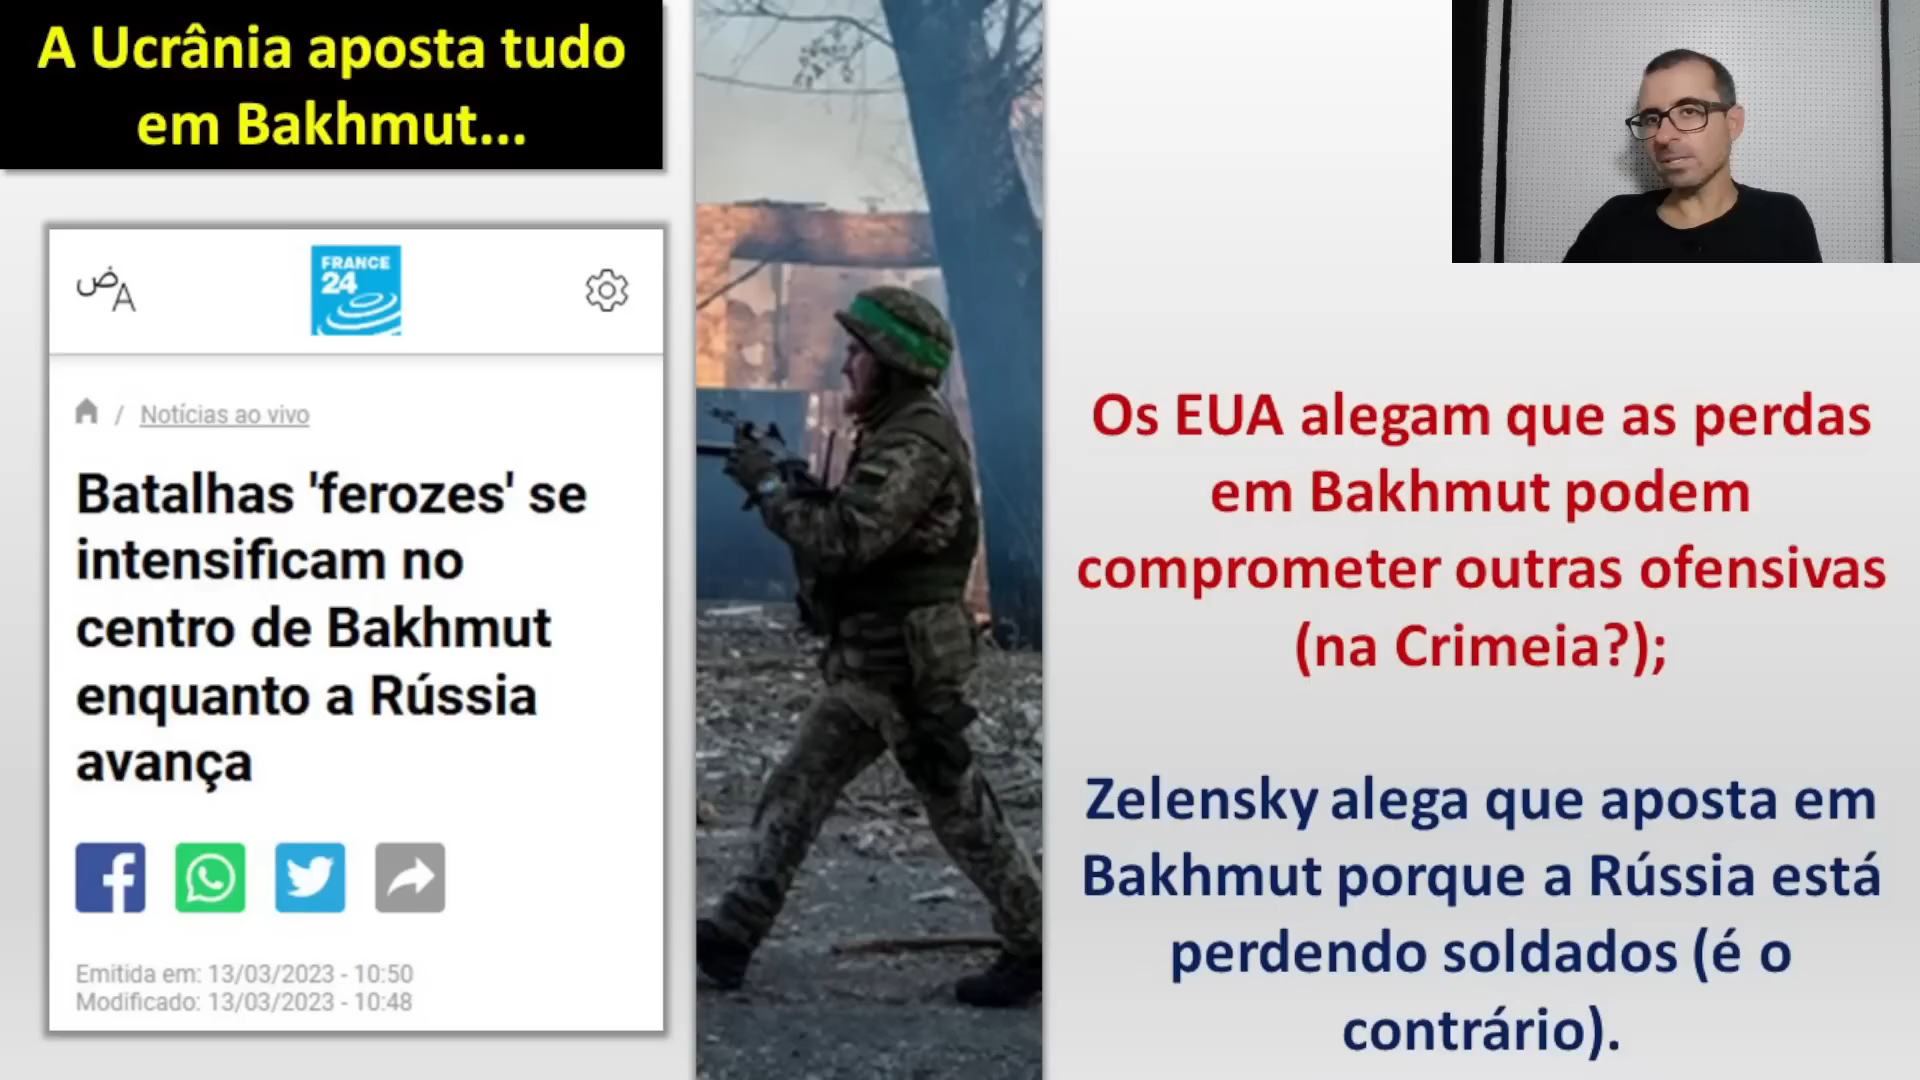 A Ucrânia aposta tudo
em Bakhmut...
ض A
FRANCE
24
/ Notícias ao vivo
Batalhas 'ferozes' se
intensificam no
centro de Bakhmut
enquanto a Rússia
avança
Emitida em: 13/03/2023 - 10:50
Modificado: 13/03/2023 - 10:48
Os EUA alegam que as perdas
em Bakhmut podem
comprometer outras ofensivas
(na Crimeia?);
Zelensky alega que aposta em
Bakhmut porque a Rússia está
perdendo soldados (é o
contrário).